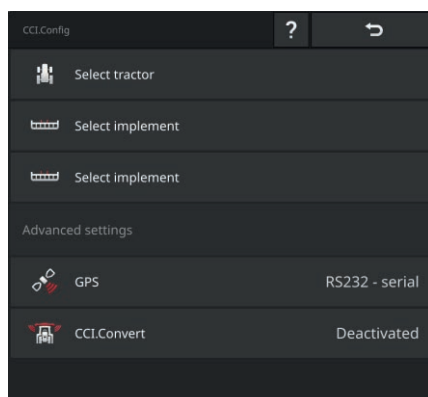 CCI.Config ?
Select tractor
Select implement
Select implement
Advanced settings
GPS RS232 - serial
CCI.Convert Deactivated